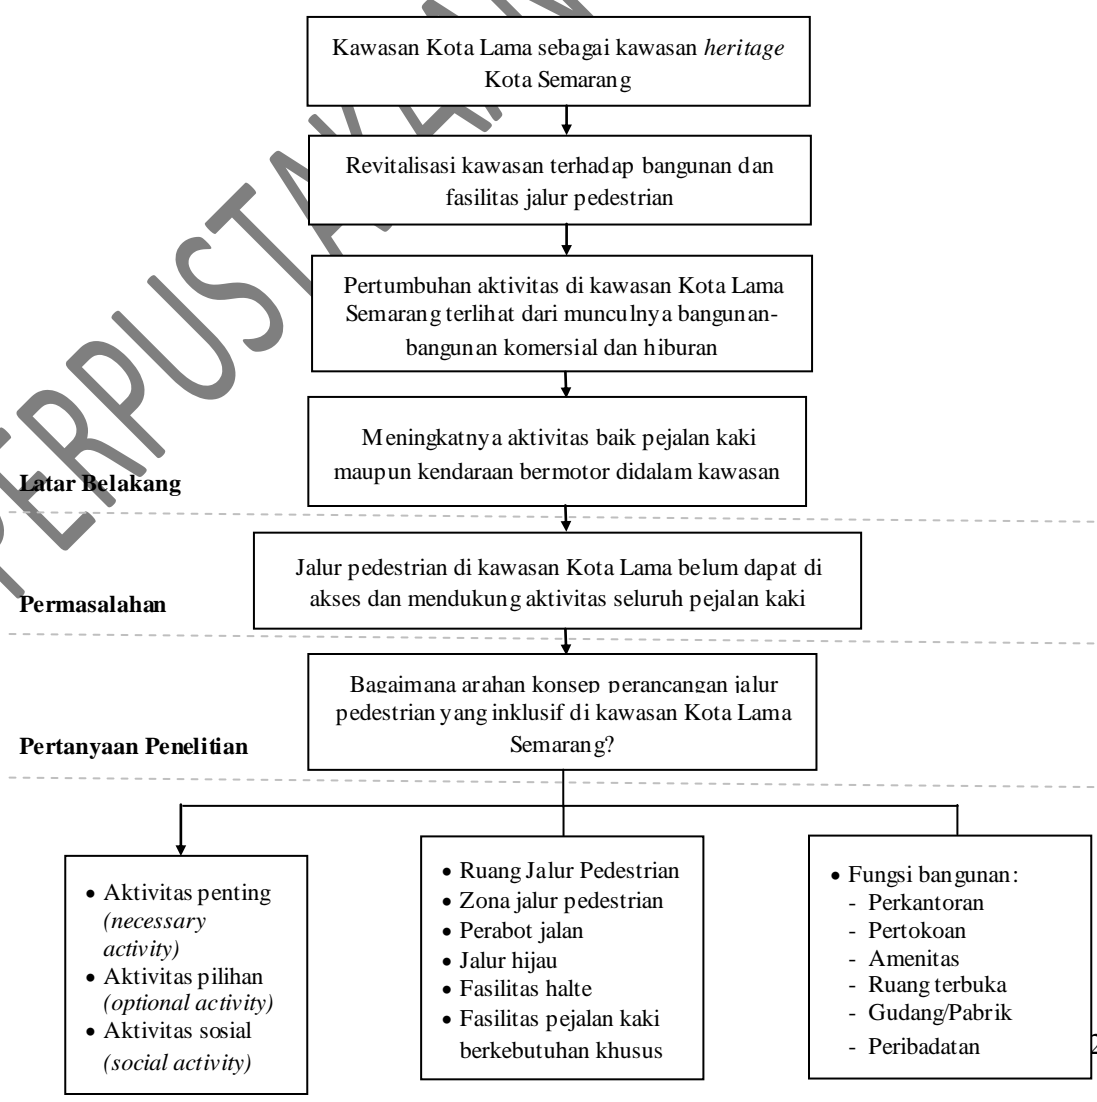 PERPUSTAKAAN
Kawasan Kota Lama sebagai kawasan heritage
Kota Semarang
Revitalisasi kawasan terhadap bangunan dan
fasilitas jalur pedestrian
Pertumbuhan aktivitas di kawasan Kota Lama
Semarang terlihat dari munculnya bangunan-
bangunan komersial dan hiburan
Meningkatnya aktivitas baik pejalan kaki
maupun kendaraan bermotor didalam kawasan
Latar Belakang
Jalur pedestrian di kawasan Kota Lama belum dapat di
akses dan mendukung aktivitas seluruh pejalan kaki
Permasalahan
Bagaimana arahan konsep perancangan jalur
pedestrian yang inklusif di kawasan Kota Lama
Semarang?
Pertanyaan Penelitian
• Aktivitas penting
(necessary
activity)
• Aktivitas pilihan
(optional activity)
• Aktivitas sosial
(social activity)
• Ruang Jalur Pedestrian
• Zona jalur pedestrian
• Perabot jalan
• Jalur hijau
• Fasilitas halte
• Fasilitas pejalan kaki
berkebutuhan khusus
• Fungsi bangunan:
- Perkantoran
- Pertokoan
- Amenitas
- Ruang terbuka
- Gudang/Pabrik
- Peribadatan
2